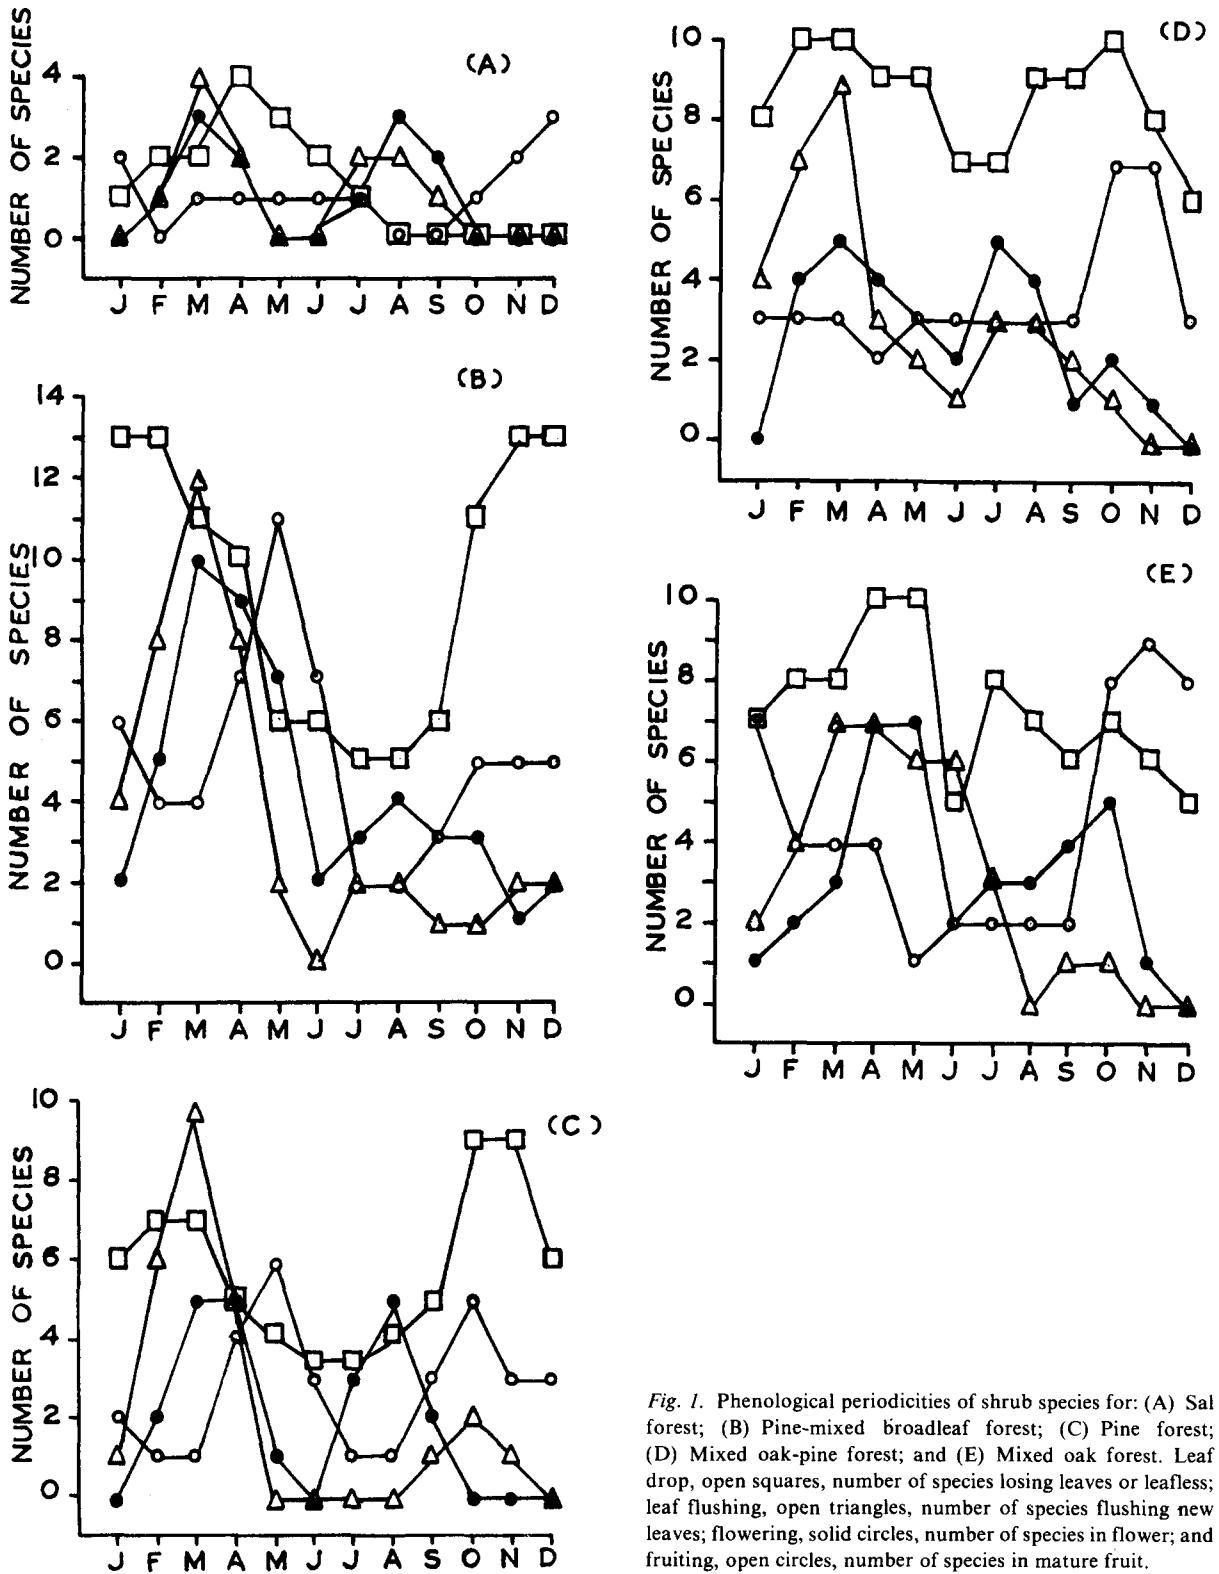 (A)
NUMBER OF SPECIES
4
2
0
J F M A M J J A S O N D
(B)
NUMBER OF SPECIES
14
12
10
8
6
4
2
0
J F M A M J J A S O N D
(C)
NUMBER OF SPECIES
10
8
6
4
2
0
J F M A M J J A S O N D
(D)
NUMBER OF SPECIES
10
8
6
4
2
0
J F M A M J J A S O N D
(E)
NUMBER OF SPECIES
10
8
6
4
2
0
J F M A M J J A S O N D
Fig. 1. Phenological periodicities of shrub species for: (A) Sal
forest; (B) Pine-mixed broadleaf forest; (C) Pine forest;
(D) Mixed oak-pine forest; and (E) Mixed oak forest. Leaf
drop, open squares, number of species losing leaves or leafless;
leaf flushing, open triangles, number of species flushing new
leaves; flowering, solid circles, number of species in flower; and
fruiting, open circles, number of species in mature fruit.